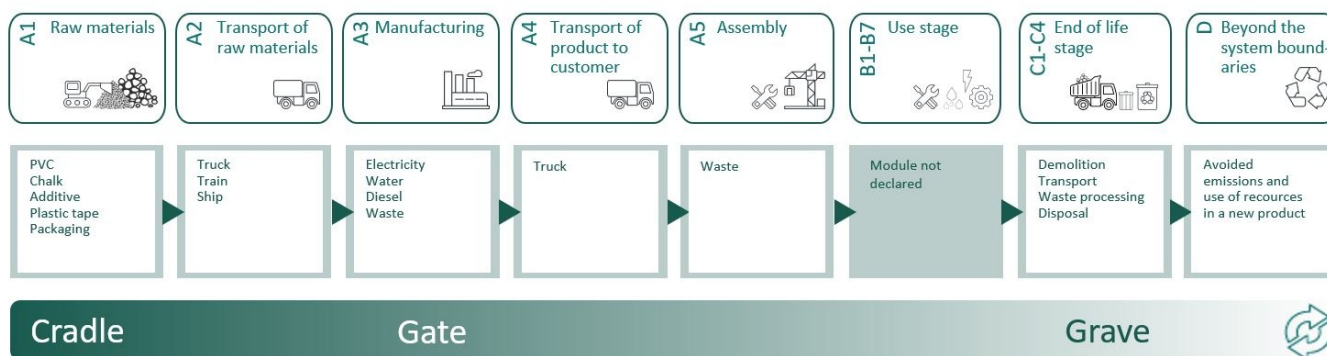 A1 Raw materials
A2 Transport of
raw materials
A3 Manufacturing
A4 Transport of
product to
customer
A5 Assembly
B1-B7 Use stage
C1-C4 End of life
stage
D Beyond the
system bound-
aries
PVC
Chalk
Additive
Plastic tape
Packaging
Truck
Train
Ship
Electricity
Water
Diesel
Waste
Truck
Waste
Module not
declared
Demolition
Transport
Waste processing
Disposal
Avoided
emissions and
use of recources
in a new product
Cradle
Gate
Grave